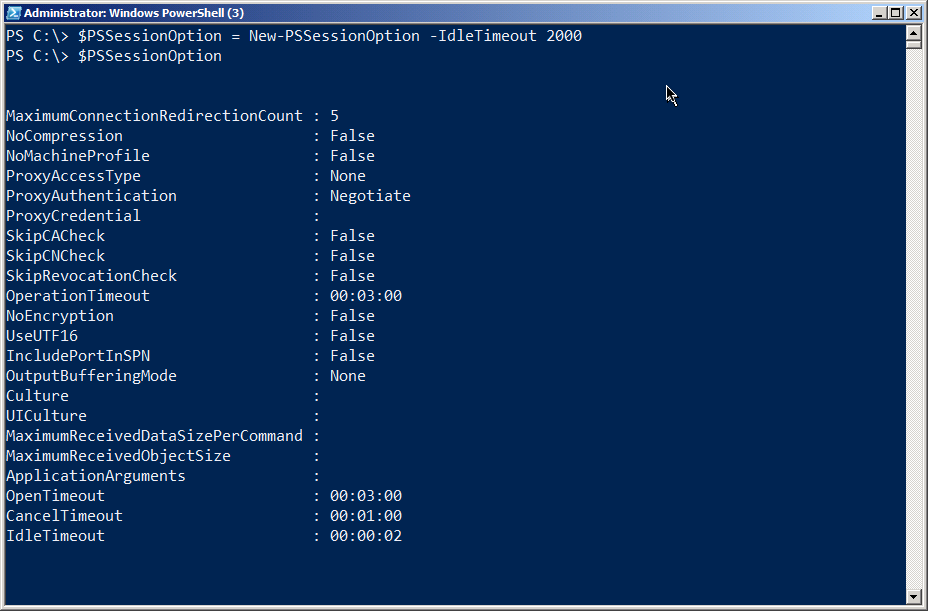 Administrator: Windows PowerShell (3)
PS C:\> $PSSessionOption = New-PSSessionOption -IdleTimeout 2000
PS C:\> $PSSessionOption
MaximumConnectionRedirectionCount : 5
NoCompression : False
NoMachineProfile : False
ProxyAccessType : None
ProxyAuthentication : Negotiate
ProxyCredential :
SkipCACheck : False
SkipCNCheck : False
SkipRevocationCheck : False
OperationTimeout : 00:03:00
NoEncryption : False
UseUTF16 : False
IncludePortInSPN : False
OutputBufferingMode : None
Culture :
UICulture :
MaximumReceivedDataSizePerCommand :
MaximumReceivedObjectSize :
ApplicationArguments :
OpenTimeout : 00:03:00
CancelTimeout : 00:01:00
IdleTimeout : 00:00:02